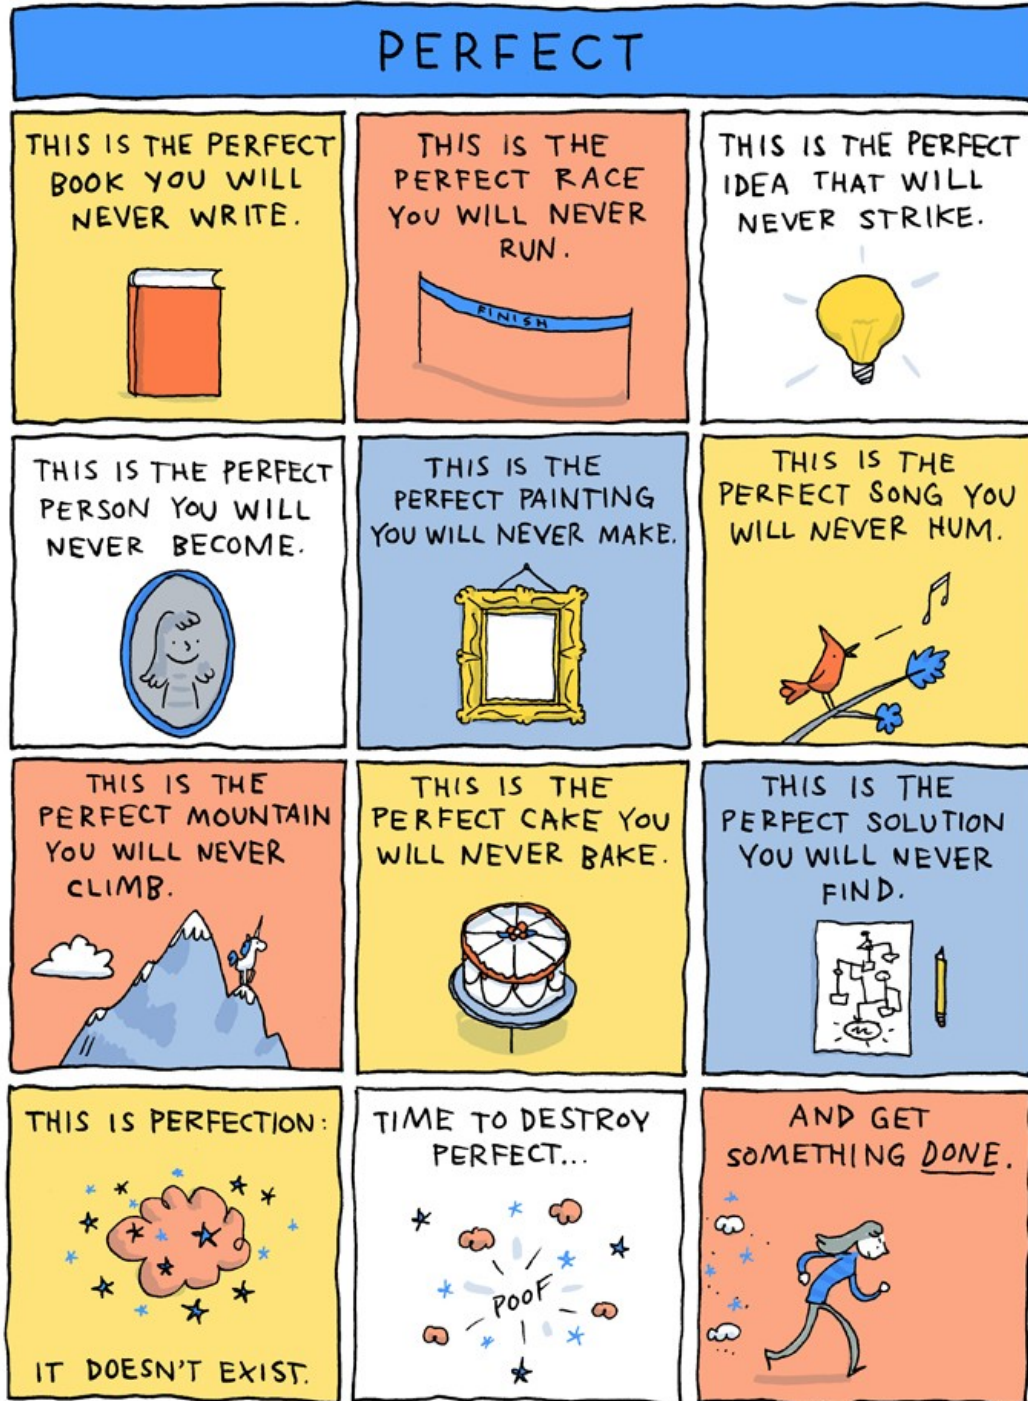 PERFECT
THIS IS THE PERFECT
BOOK YOU WILL
NEVER WRITE.
THIS IS THE
PERFECT RACE
YOU WILL NEVER
RUN.
FINISH
THIS IS THE PERFECT
IDEA THAT WILL
NEVER STRIKE.
THIS IS THE PERFECT
PERSON YOU WILL
NEVER BECOME.
THIS IS THE
PERFECT PAINTING
YOU WILL NEVER MAKE.
THIS IS THE
PERFECT SONG YOU
WILL NEVER HUM.
THIS IS THE
PERFECT MOUNTAIN
YOU WILL NEVER
CLIMB.
THIS IS THE
PERFECT CAKE YOU
WILL NEVER BAKE.
THIS IS THE
PERFECT SOLUTION
YOU WILL NEVER
FIND.
THIS IS PERFECTION:
IT DOESN'T EXIST.
TIME TO DESTROY
PERFECT...
POOF
AND GET
SOMETHING DONE.